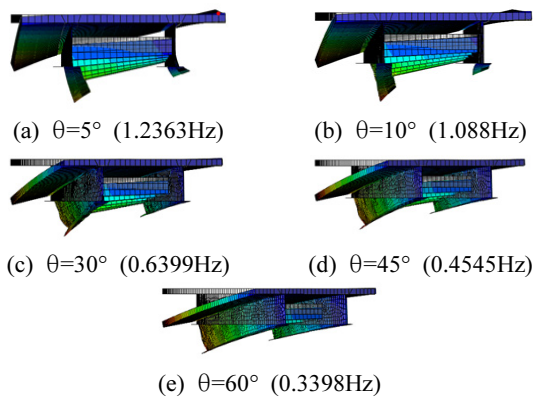 (a) θ=5° (1.2363Hz)
(b) θ=10° (1.088Hz)
(c) θ=30° (0.6399Hz)
(d) θ=45° (0.4545Hz)
(e) θ=60° (0.3398Hz)